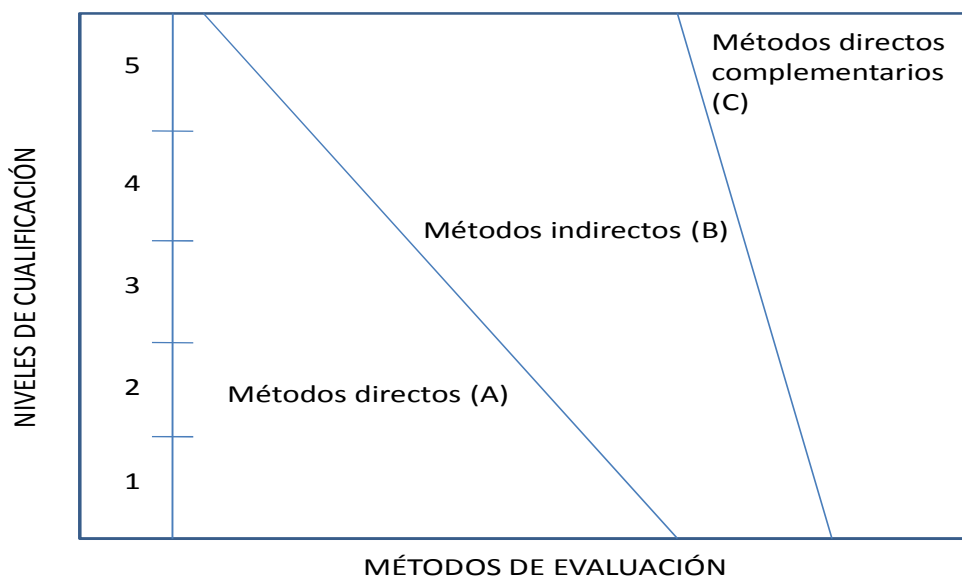 NIVELES DE CUALIFICACIÓN
5
4
3
2
1
Métodos directos
complementarios
(C)
Métodos indirectos (B)
Métodos directos (A)
MÉTODOS DE EVALUACIÓN